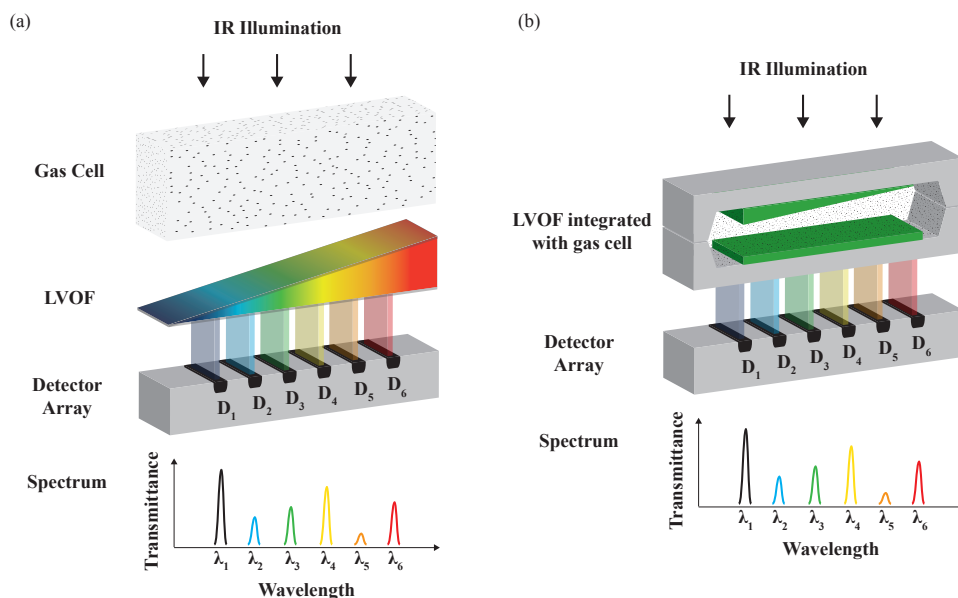 (a)
IR Illumination
Gas Cell
LVOF
Detector
Array
D₁ D₂ D₃ D₄ D₅ D₆
Spectrum
Transmittance
λ₁ λ₂ λ₃ λ₄ λ₅ λ₆
Wavelength
(b)
IR Illumination
LVOF integrated
with gas cell
Detector
Array
D₁ D₂ D₃ D₄ D₅ D₆
Spectrum
Transmittance
λ₁ λ₂ λ₃ λ₄ λ₅ λ₆
Wavelength